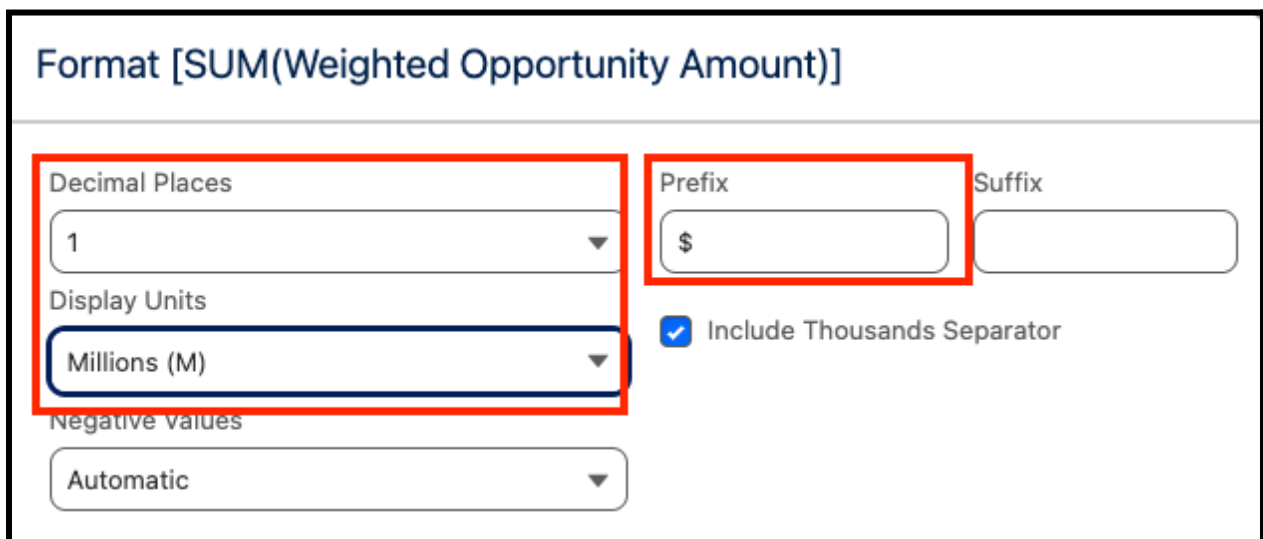 Format [SUM(Weighted Opportunity Amount)]
Decimal Places
1
Prefix
$
Suffix
Display Units
Millions (M)
Include Thousands Separator
Negative Values
Automatic